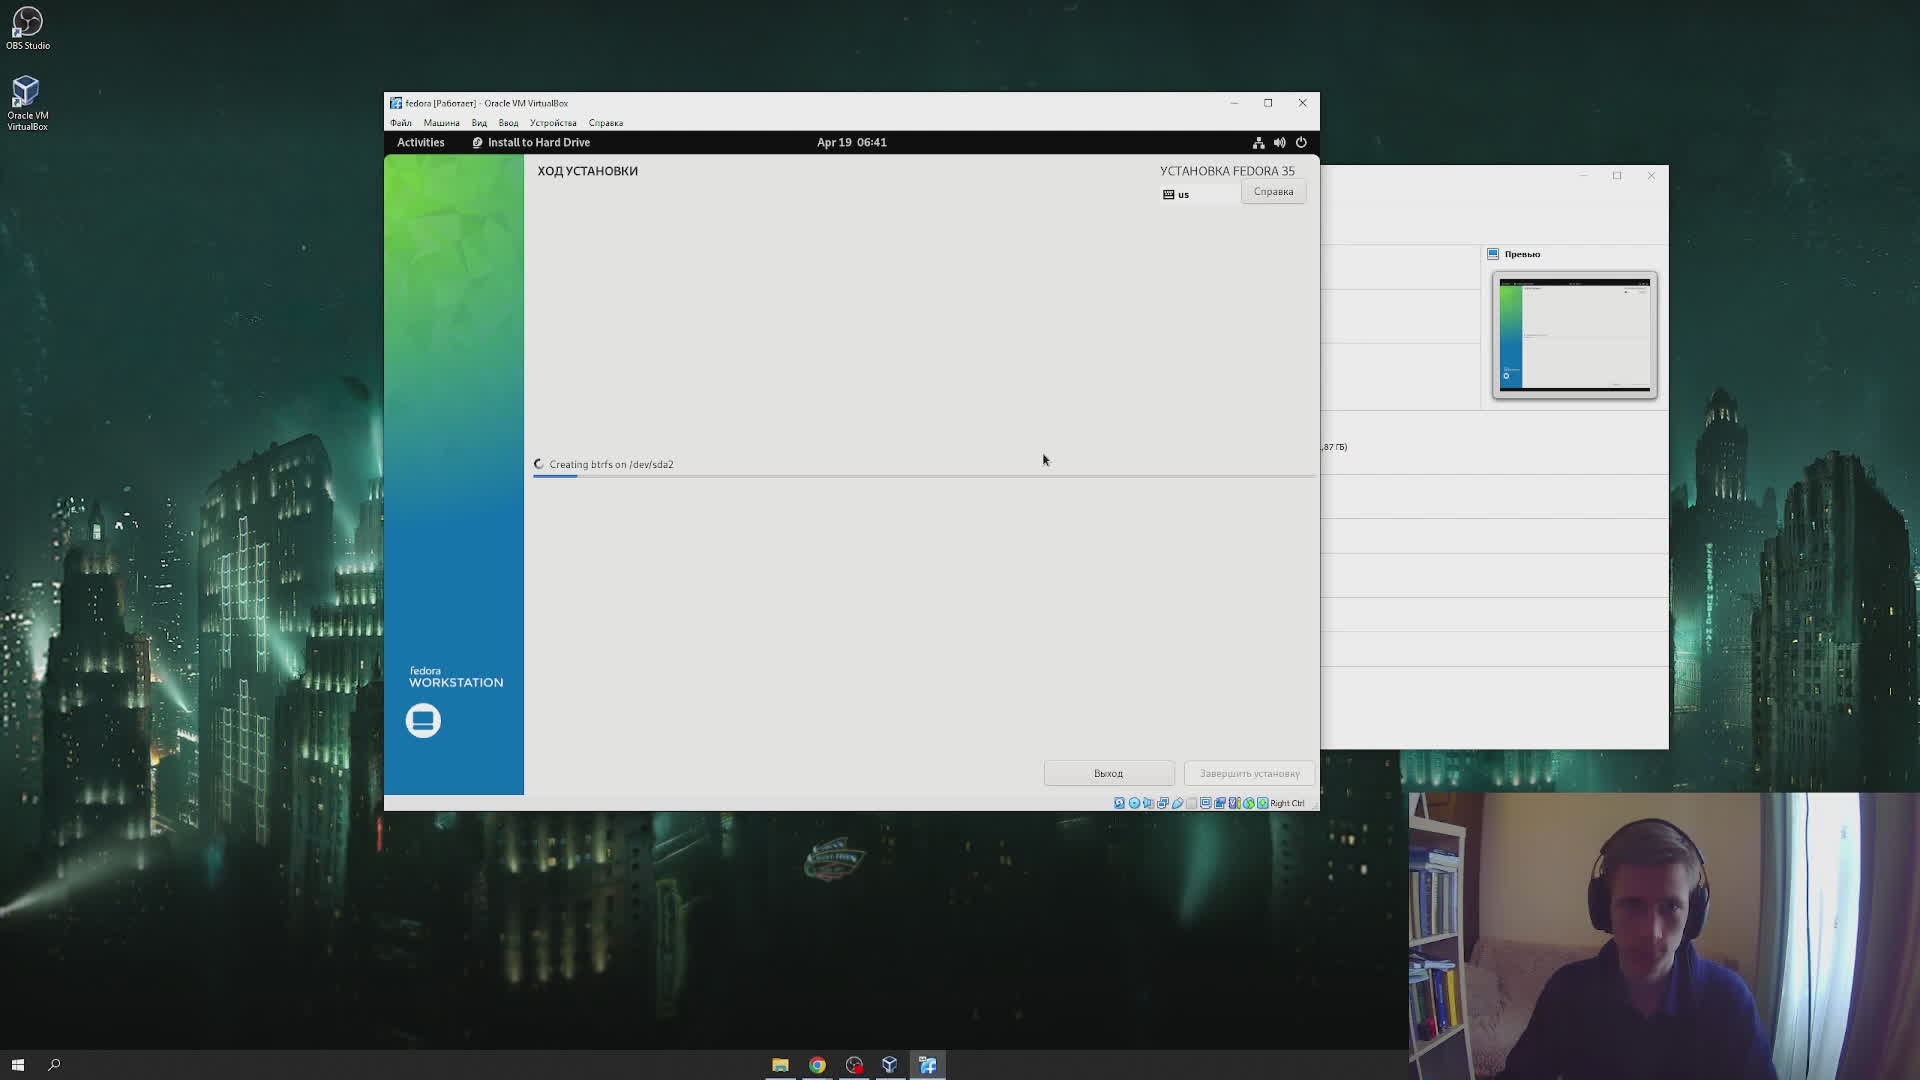 OBS Studio
Oracle VM
VirtualBox
fedora [Работает] - Oracle VM VirtualBox
Файл Машина Вид Ввод Устройства Справка
Activities Install to Hard Drive Apr 19 06:41
ХОД УСТАНОВКИ
УСТАНОВКА FEDORA 35
us Справка
Превью
,87 ГБ)
Creating btrfs on /dev/sda2
fedora
WORKSTATION
Выход Завершить установку
Right Ctrl